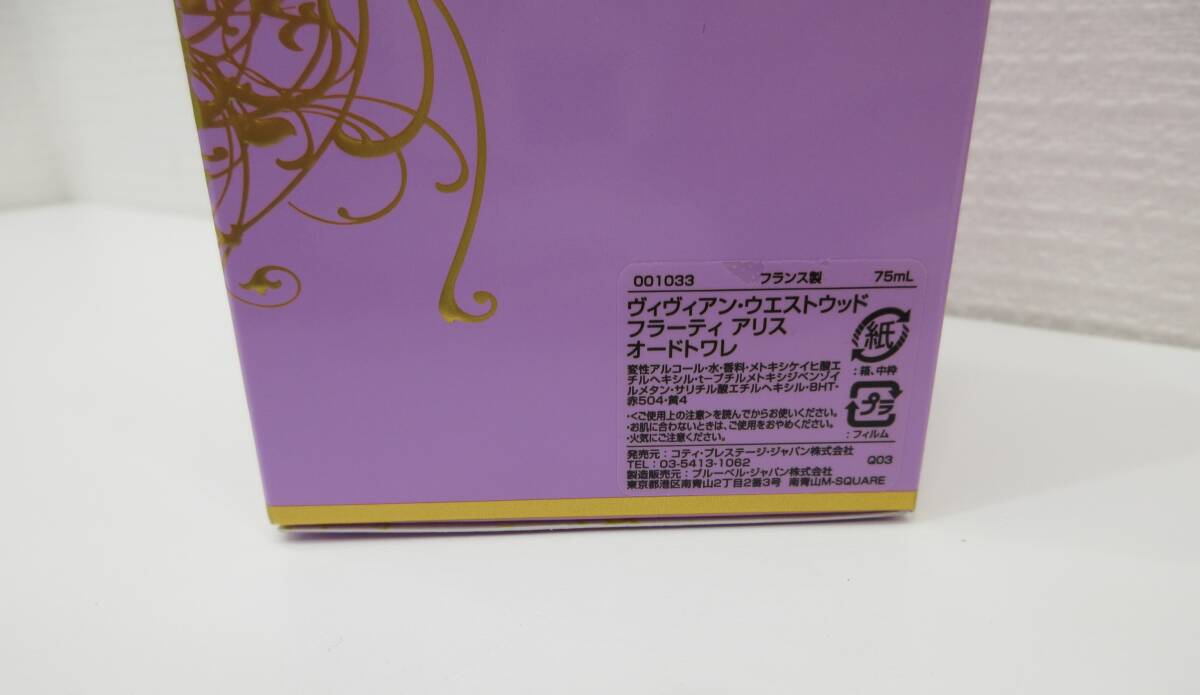 001033 フランス製 75mL
ヴィヴィアン・ウエストウッド
フラーティ アリス
オードトワレ
紙
:箱、中枠
変性アルコール・水・香料・メトキシケイヒ酸エ
チルヘキシル・t-ブチルメトキシジベンゾイ
ルメタン・サリチル酸エチルヘキシル・BHT・
赤504・黄4
プラ
:フィルム
・<ご使用上の注意>を読んでからお使いください。
・お肌に合わないときは、ご使用をおやめください。
・火気にご注意ください。
発売元:コティ・プレステージ・ジャパン株式会社
TEL:03-5413-1062 Q03
製造販売元:ブルーベル・ジャパン株式会社
東京都港区南青山2丁目2番3号 南青山M-SQUARE